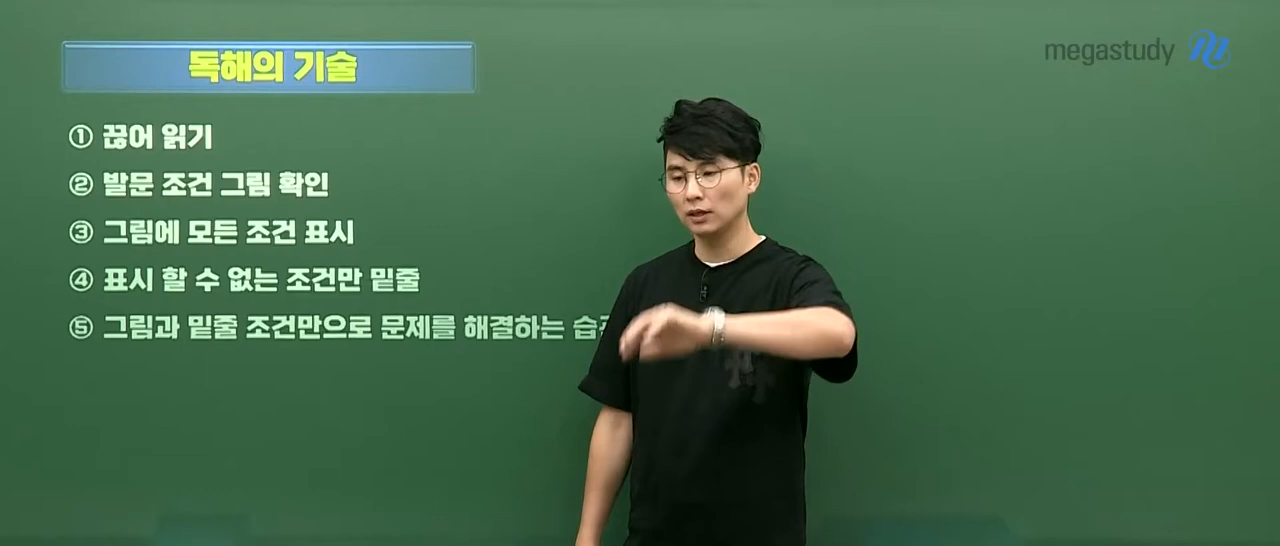 독해의 기술
megastudy
① 끊어 읽기
② 발문 조건 그림 확인
③ 그림에 모든 조건 표시
④ 표시 할 수 없는 조건만 밑줄
⑤ 그림과 밑줄 조건만으로 문제를 해결하는